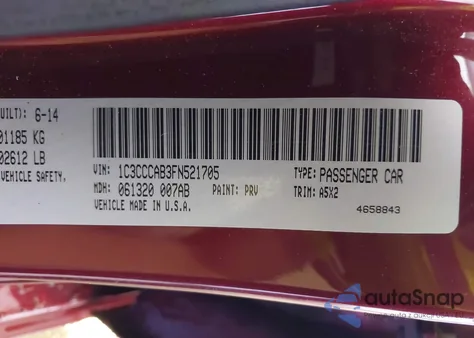 UILT): 6-14
01185 KG
02612 LB
VEHICLE SAFETY,
VIN: 1C3CCCAB3FN521705
TYPE: PASSENGER CAR
MDH: 061320 007AB
PAINT: PRV
TRIM: A5X2
VEHICLE MADE IN U.S.A.
4658843
autoSnap